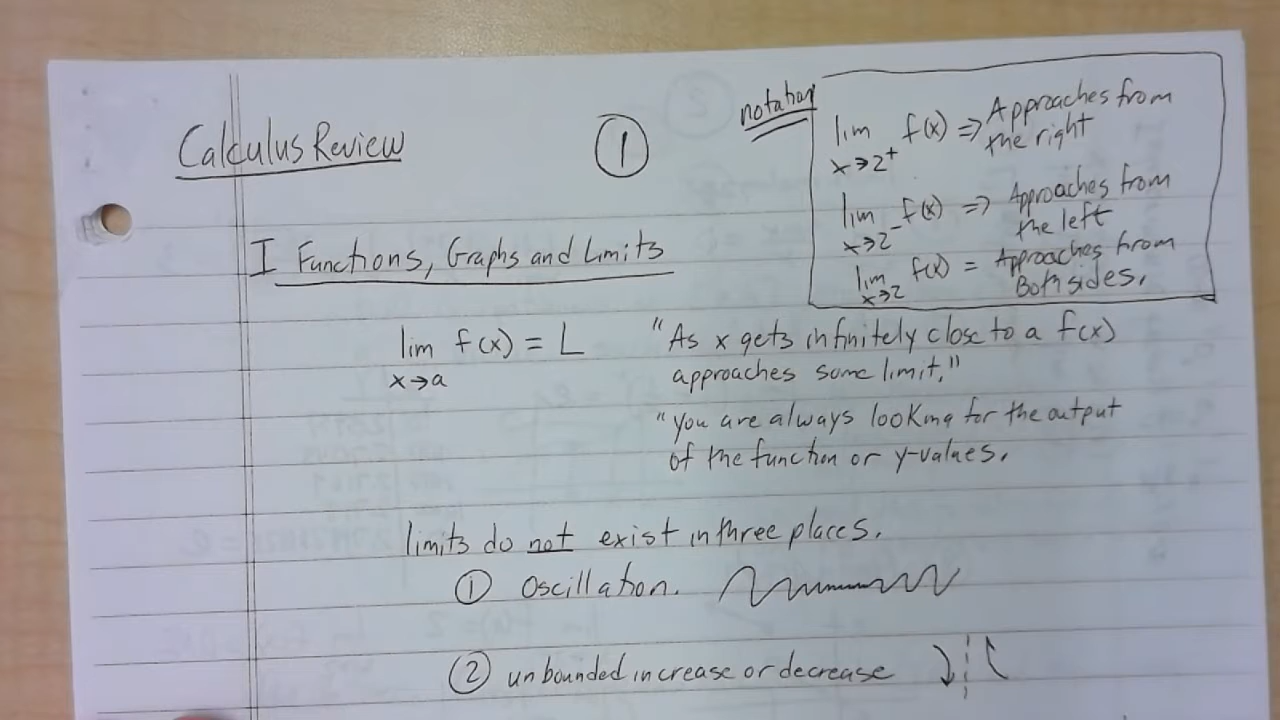 Calculus Review
1
notation
lim f(x) => Approaches from
x→2⁺ the right
lim f(x) => Approaches from
x→2⁻ the left
lim f(x) = Approaches from
x→2 Both sides.
I Functions, Graphs and Limits
lim f(x) = L
x→a
"As x gets infinitely close to a f(x)
approaches some limit."
"You are always looking for the output
of the function or y-values.
limits do not exist in three places.
① Oscillation.
② unbounded increase or decrease